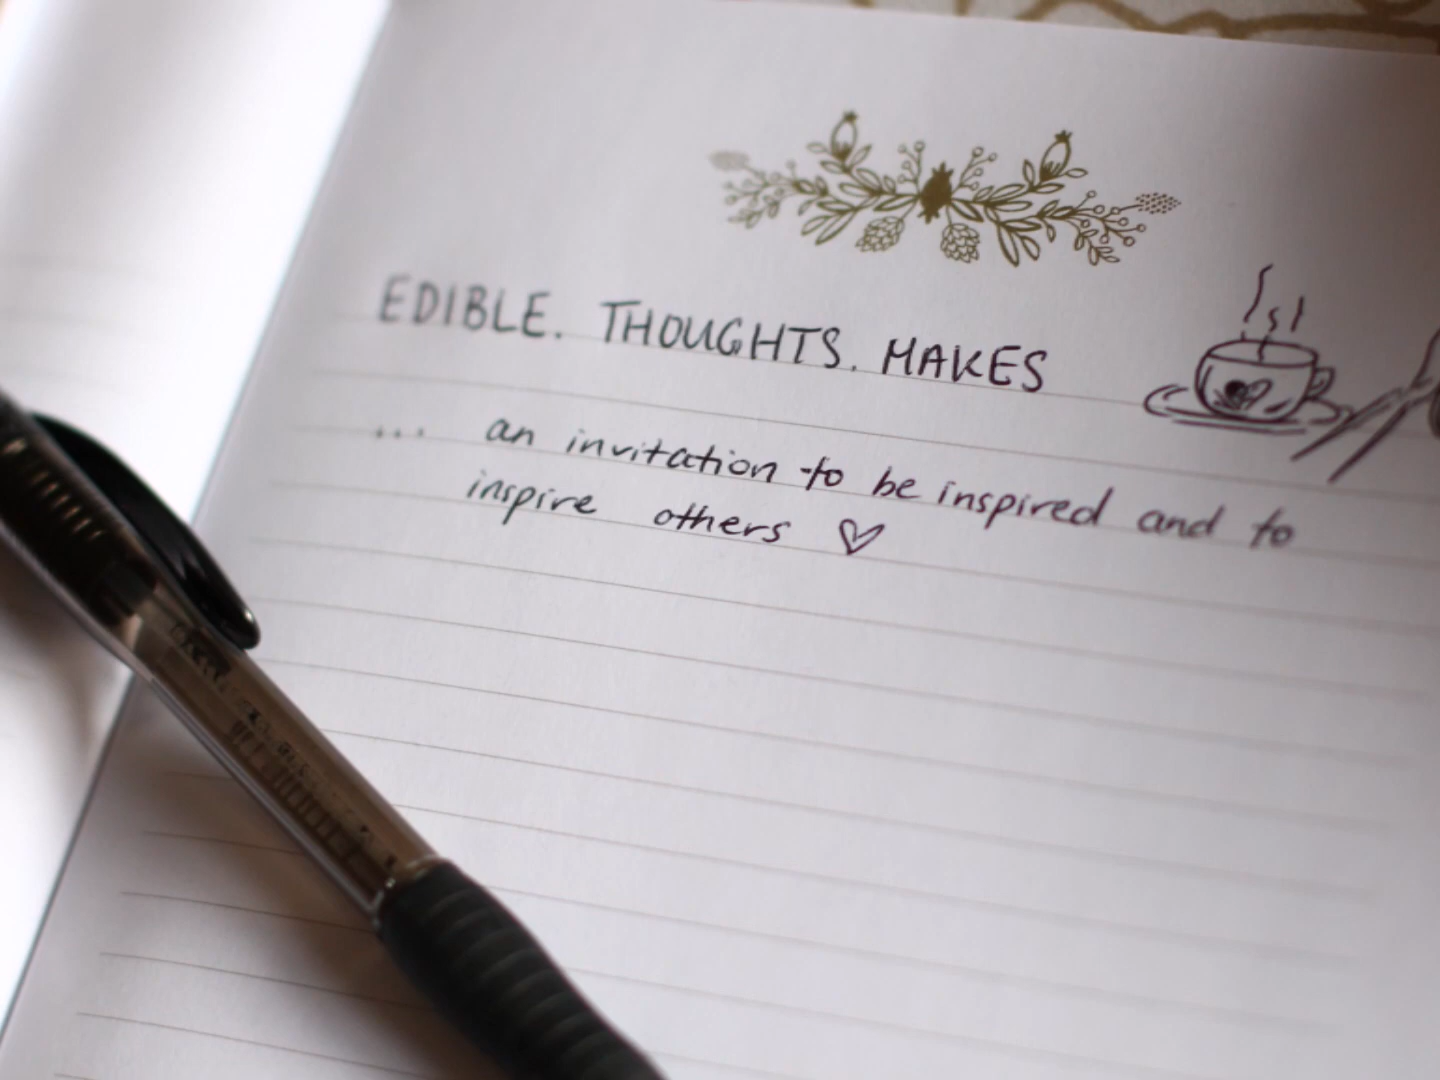 EDIBLE. THOUGHTS. MAKES
... an invitation to be inspired and to
inspire others ♡